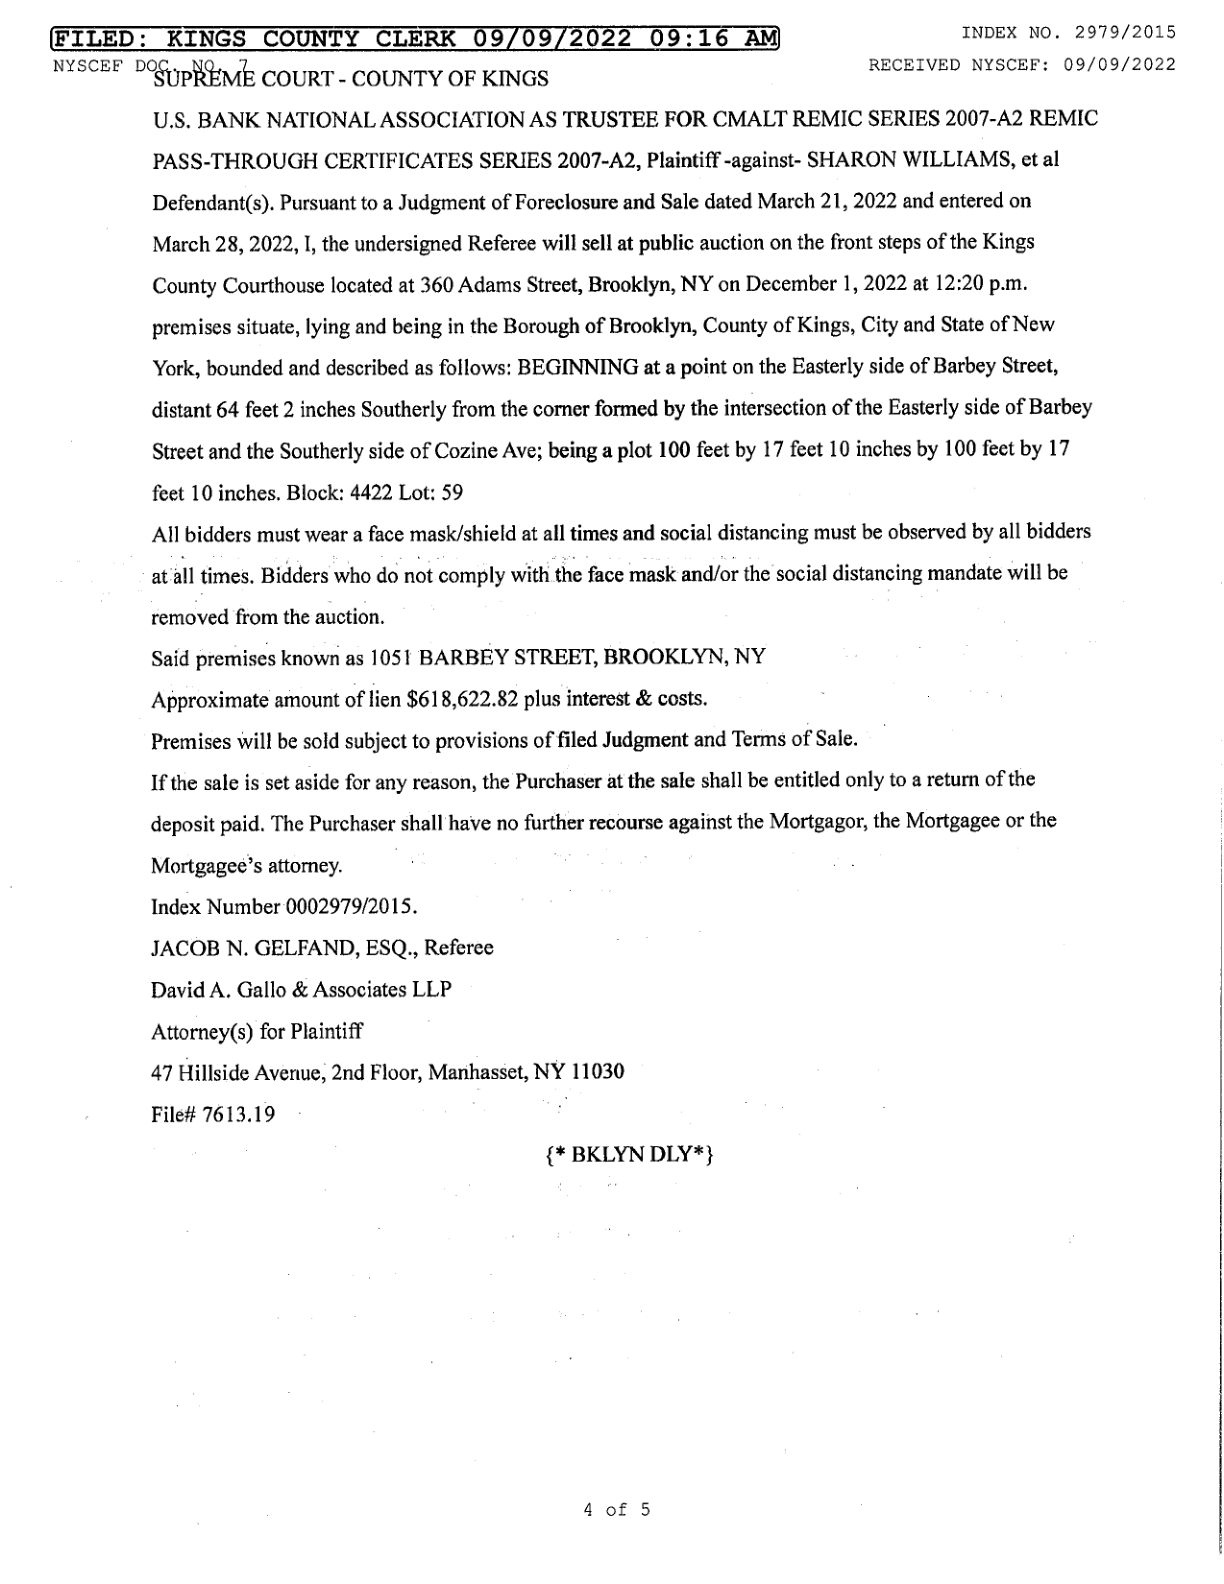 FILED: KINGS COUNTY CLERK 09/09/2022 09:16 AM
INDEX NO. 2979/2015
NYSCEF DOC. NO. 7
RECEIVED NYSCEF: 09/09/2022
SUPREME COURT - COUNTY OF KINGS
U.S. BANK NATIONAL ASSOCIATION AS TRUSTEE FOR CMALT REMIC SERIES 2007-A2 REMIC
PASS-THROUGH CERTIFICATES SERIES 2007-A2, Plaintiff -against- SHARON WILLIAMS, et al
Defendant(s). Pursuant to a Judgment of Foreclosure and Sale dated March 21, 2022 and entered on
March 28, 2022, I, the undersigned Referee will sell at public auction on the front steps of the Kings
County Courthouse located at 360 Adams Street, Brooklyn, NY on December 1, 2022 at 12:20 p.m.
premises situate, lying and being in the Borough of Brooklyn, County of Kings, City and State of New
York, bounded and described as follows: BEGINNING at a point on the Easterly side of Barbey Street,
distant 64 feet 2 inches Southerly from the corner formed by the intersection of the Easterly side of Barbey
Street and the Southerly side of Cozine Ave; being a plot 100 feet by 17 feet 10 inches by 100 feet by 17
feet 10 inches. Block: 4422 Lot: 59
All bidders must wear a face mask/shield at all times and social distancing must be observed by all bidders
at all times. Bidders who do not comply with the face mask and/or the social distancing mandate will be
removed from the auction.
Said premises known as 1051 BARBEY STREET, BROOKLYN, NY
Approximate amount of lien $618,622.82 plus interest & costs.
Premises will be sold subject to provisions of filed Judgment and Terms of Sale.
If the sale is set aside for any reason, the Purchaser at the sale shall be entitled only to a return of the
deposit paid. The Purchaser shall have no further recourse against the Mortgagor, the Mortgagee or the
Mortgagee's attorney.
Index Number 0002979/2015.
JACOB N. GELFAND, ESQ., Referee
David A. Gallo & Associates LLP
Attorney(s) for Plaintiff
47 Hillside Avenue, 2nd Floor, Manhasset, NY 11030
File# 7613.19
{* BKLYN DLY*}
4 of 5